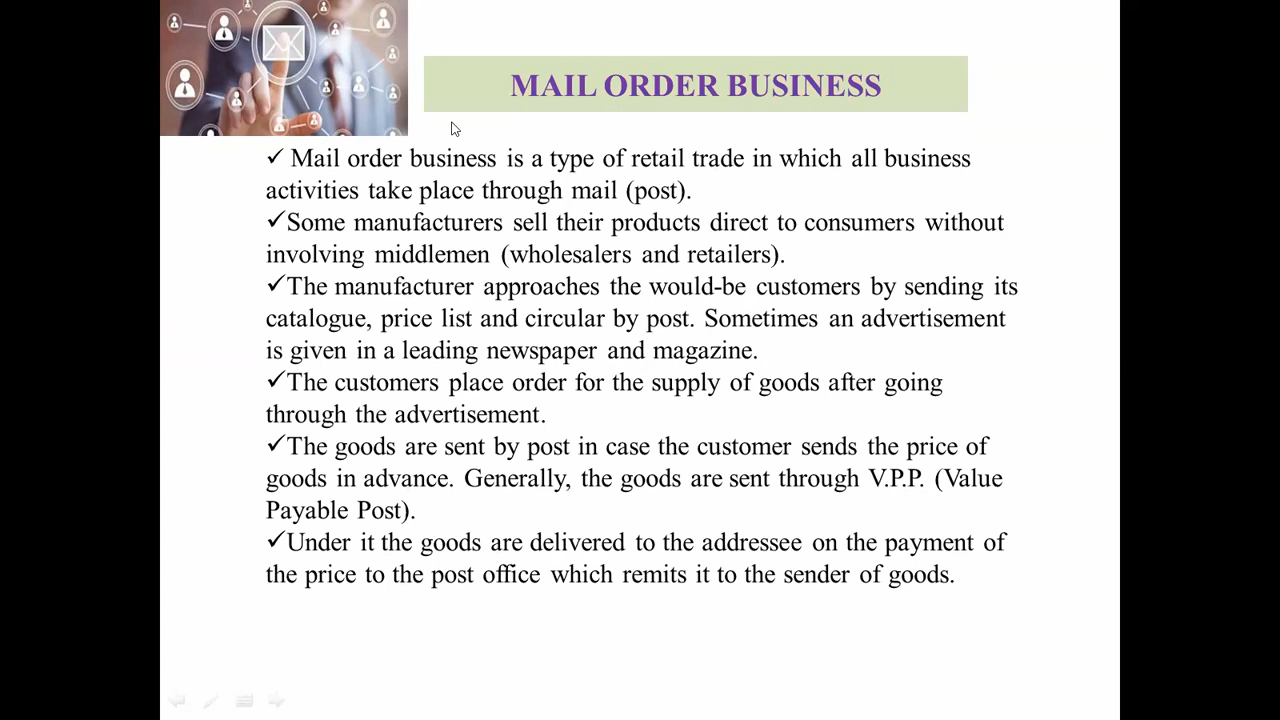 MAIL ORDER BUSINESS
✓ Mail order business is a type of retail trade in which all business
activities take place through mail (post).
✓Some manufacturers sell their products direct to consumers without
involving middlemen (wholesalers and retailers).
✓The manufacturer approaches the would-be customers by sending its
catalogue, price list and circular by post. Sometimes an advertisement
is given in a leading newspaper and magazine.
✓The customers place order for the supply of goods after going
through the advertisement.
✓The goods are sent by post in case the customer sends the price of
goods in advance. Generally, the goods are sent through V.P.P. (Value
Payable Post).
✓Under it the goods are delivered to the addressee on the payment of
the price to the post office which remits it to the sender of goods.